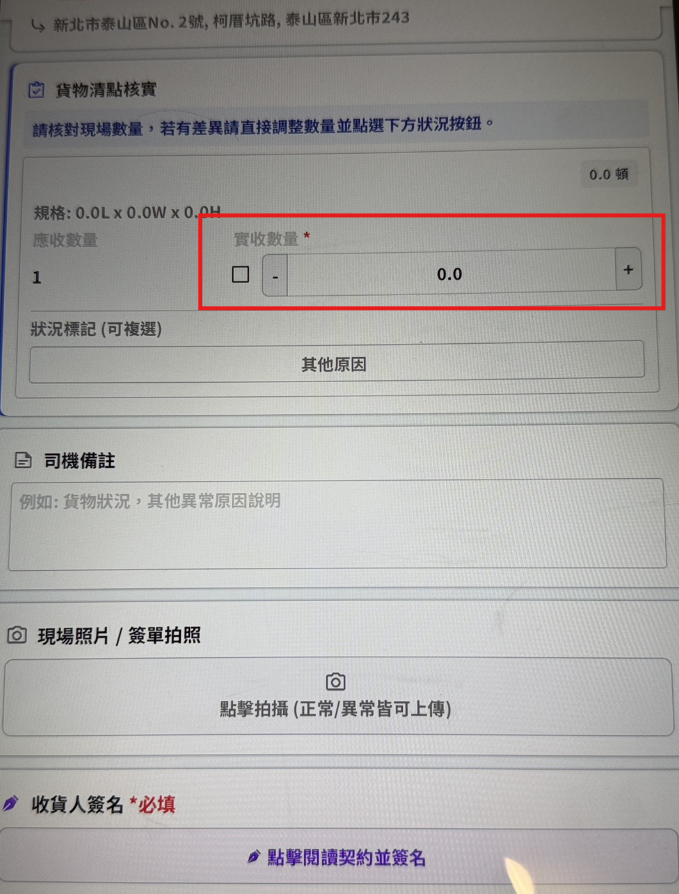 新北市泰山區No. 2號, 柯厝坑路, 泰山區新北市243
貨物清點核實
請核對現場數量，若有差異請直接調整數量並點選下方狀況按鈕。
0.0 頓
規格: 0.0L x 0.0W x 0.0H
應收數量
實收數量 *
1
- 0.0 +
狀況標記 (可複選)
其他原因
司機備註
例如: 貨物狀況，其他異常原因說明
現場照片 / 簽單拍照
點擊拍攝 (正常/異常皆可上傳)
收貨人簽名 *必填
點擊閱讀契約並簽名